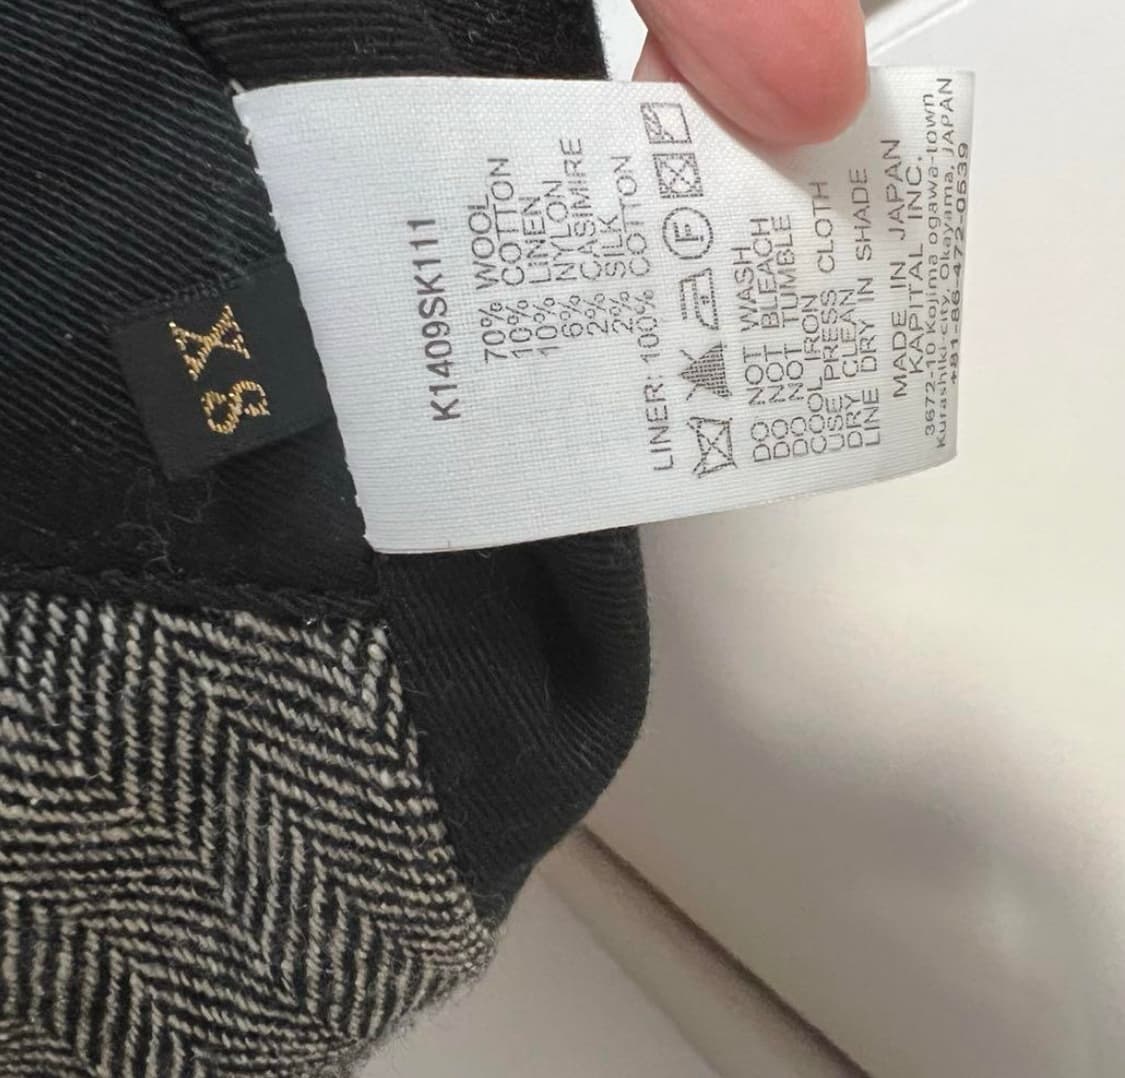 XS
K1409SK111
70% WOOL
10% COTTON
10% LINEN
6% NYLON
2% CASIMIRE
2% SILK
LINER: 100% COTTON
F
DO NOT WASH
DO NOT BLEACH
DO NOT TUMBLE
COOL IRON
USE PRESS CLOTH
DRY CLEAN
LINE DRY IN SHADE
MADE IN JAPAN
KAPITAL INC.
3672-10 Kojima ogawa-town
Kurashiki-city, Okayama, JAPAN
+81-86-472-0539